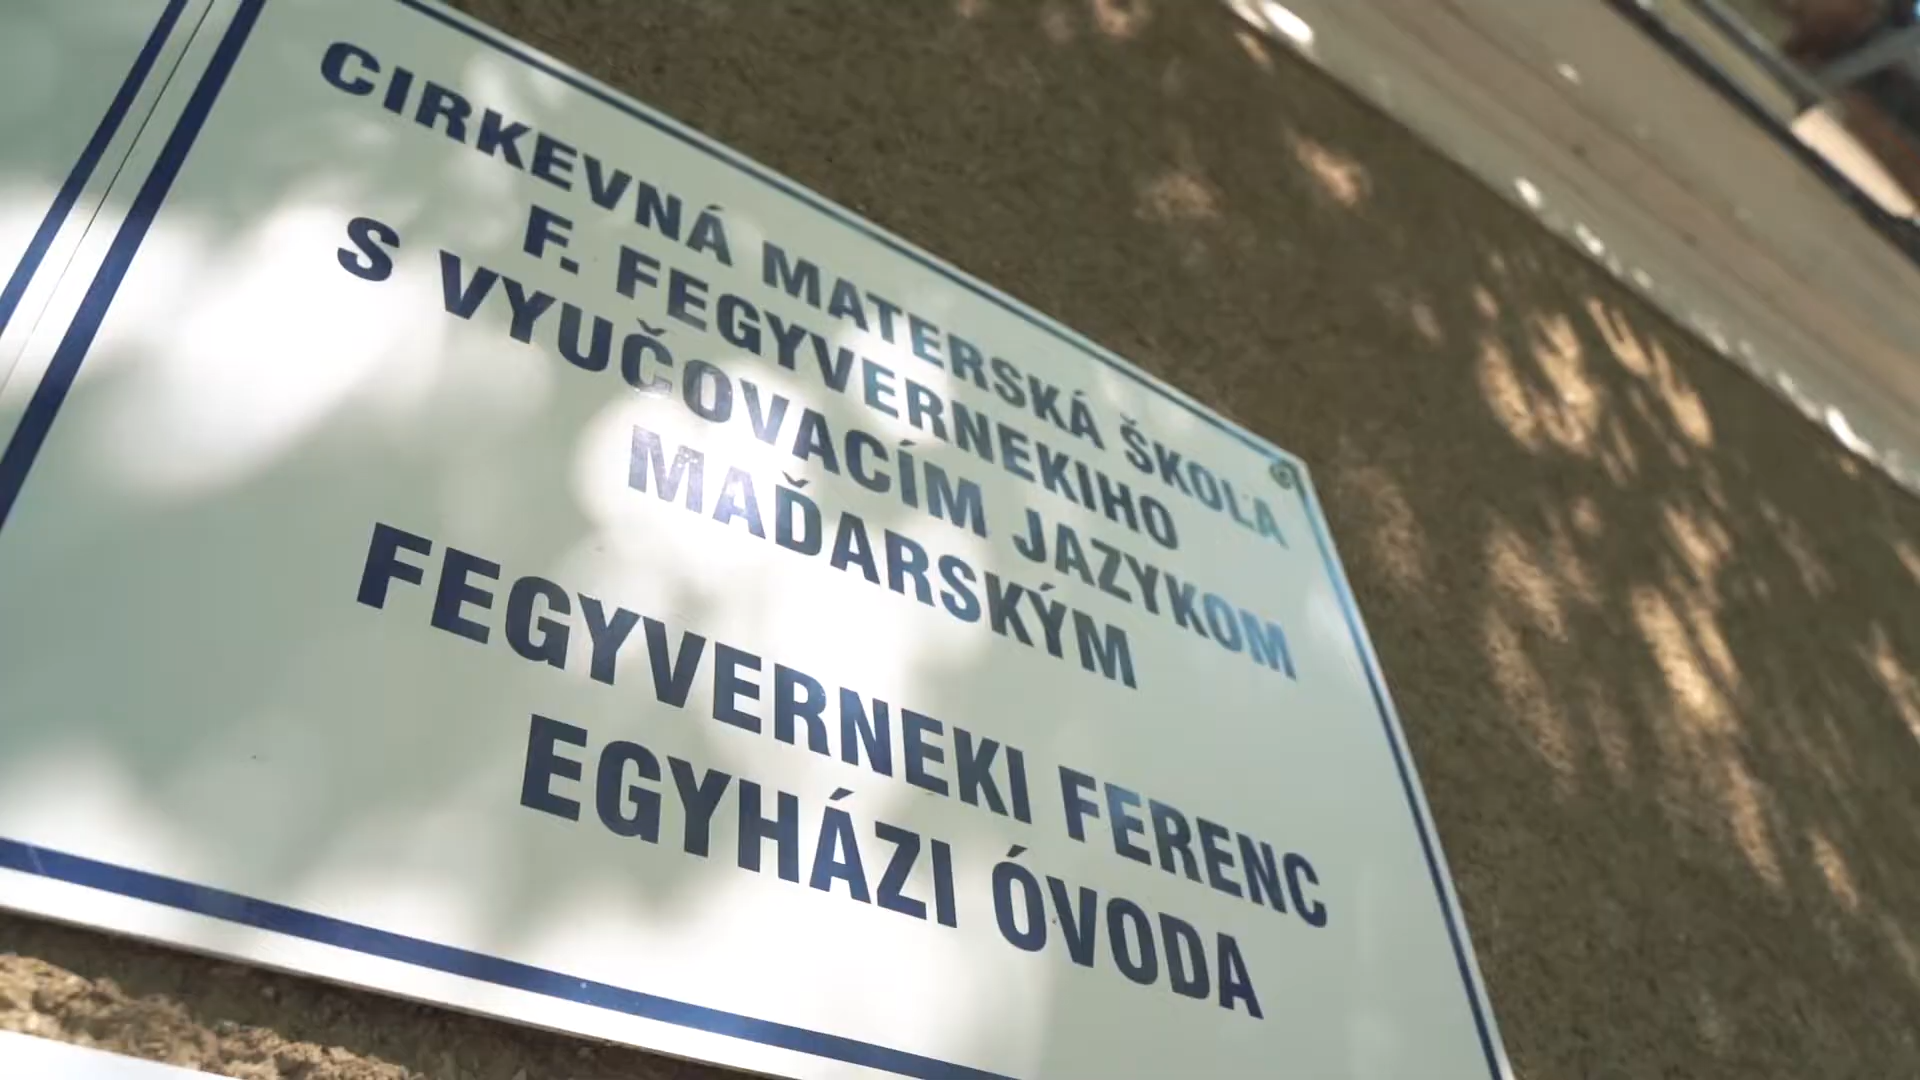 CIRKEVNÁ MATERSKÁ ŠKOLA
F. FEGYVERNEKIHO
S VYUČOVACÍM JAZYKOM
MAĎARSKÝM
FEGYVERNEKI FERENC
EGYHÁZI ÓVODA